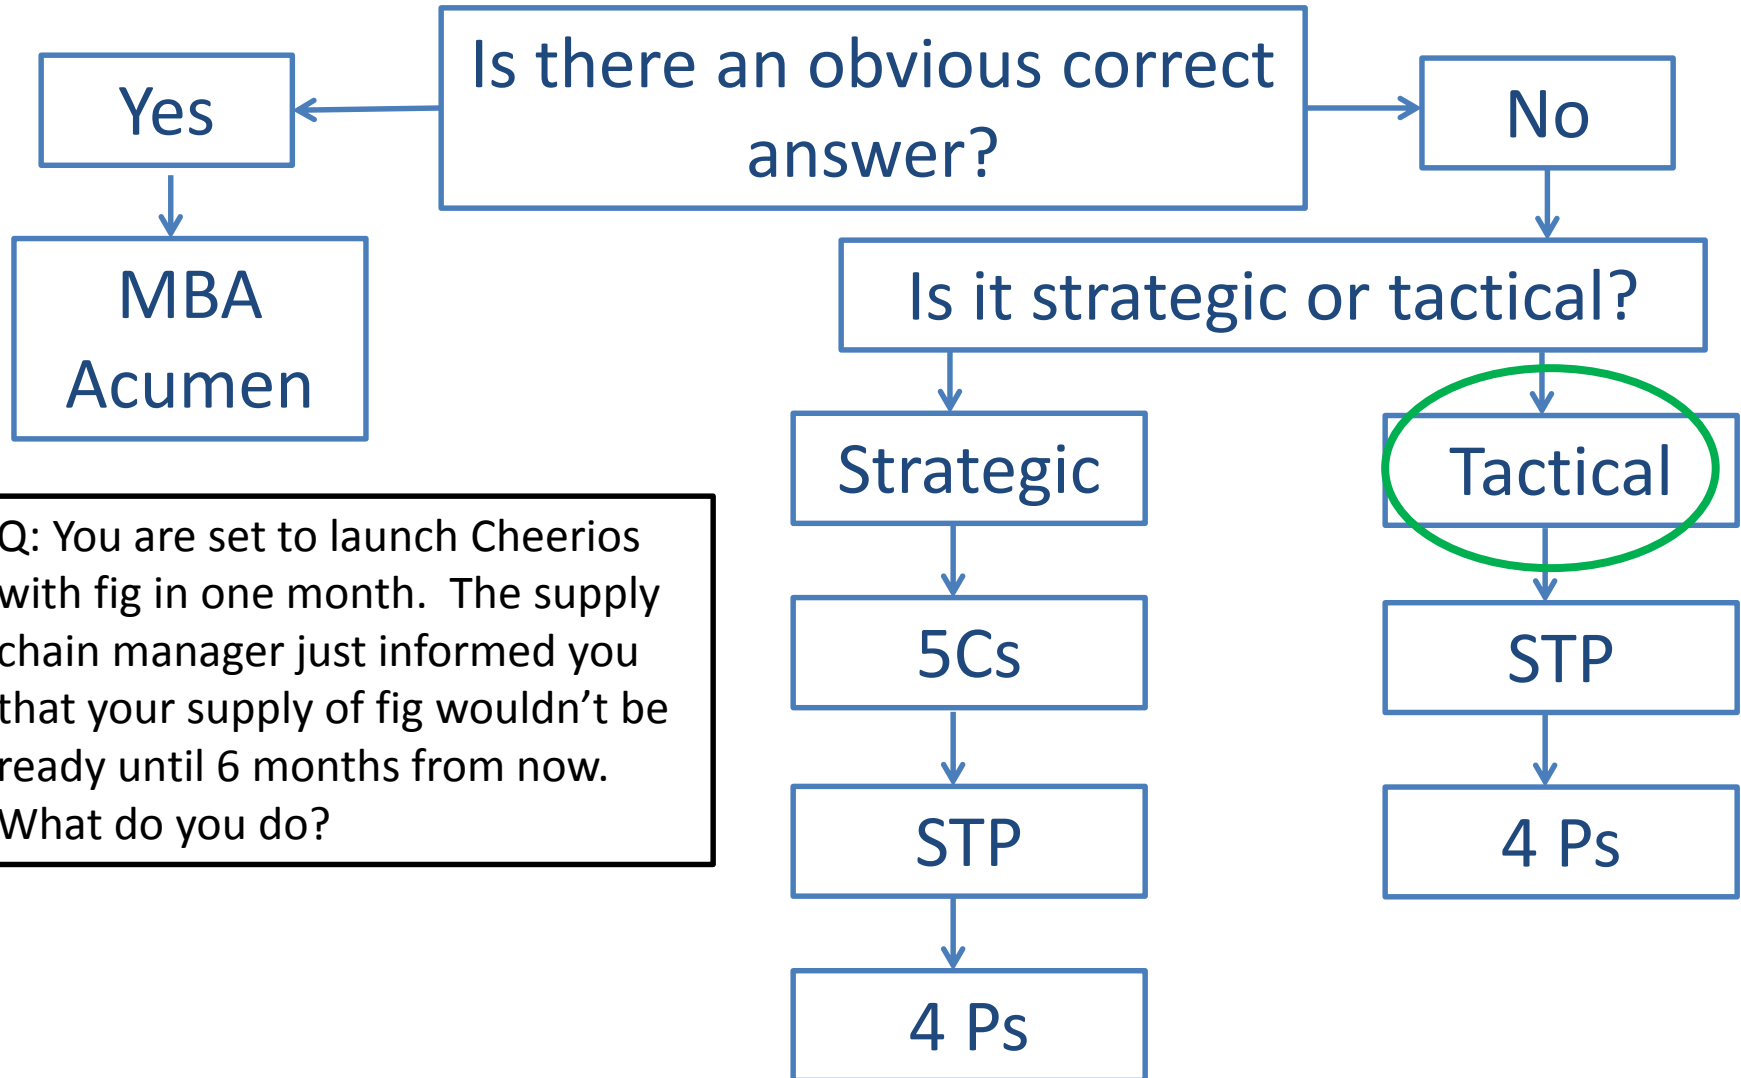 Is there an obvious correct
answer?
Yes
No
MBA
Acumen
Is it strategic or tactical?
Strategic
Tactical
5Cs
STP
STP
4 Ps
4 Ps
Q: You are set to launch Cheerios
with fig in one month. The supply
chain manager just informed you
that your supply of fig wouldn’t be
ready until 6 months from now.
What do you do?